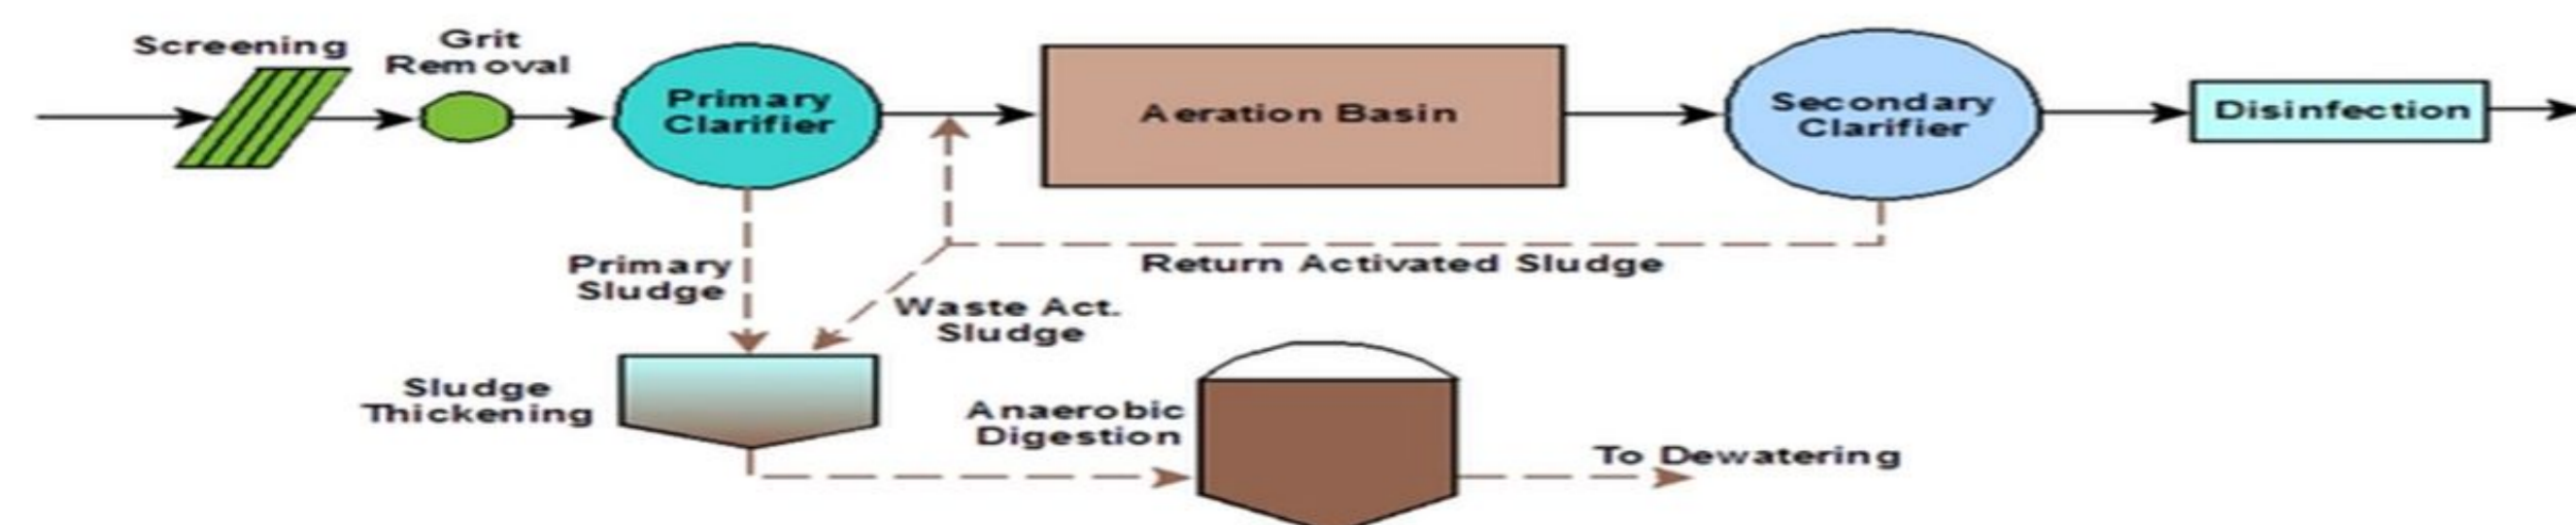 Screening
Grit
Removal
Primary
Clarifier
Aeration Basin
Secondary
Clarifier
Disinfection
Primary
Sludge
Return Activated Sludge
Waste Act.
Sludge
Sludge
Thickening
Anaerobic
Digestion
To Dewatering